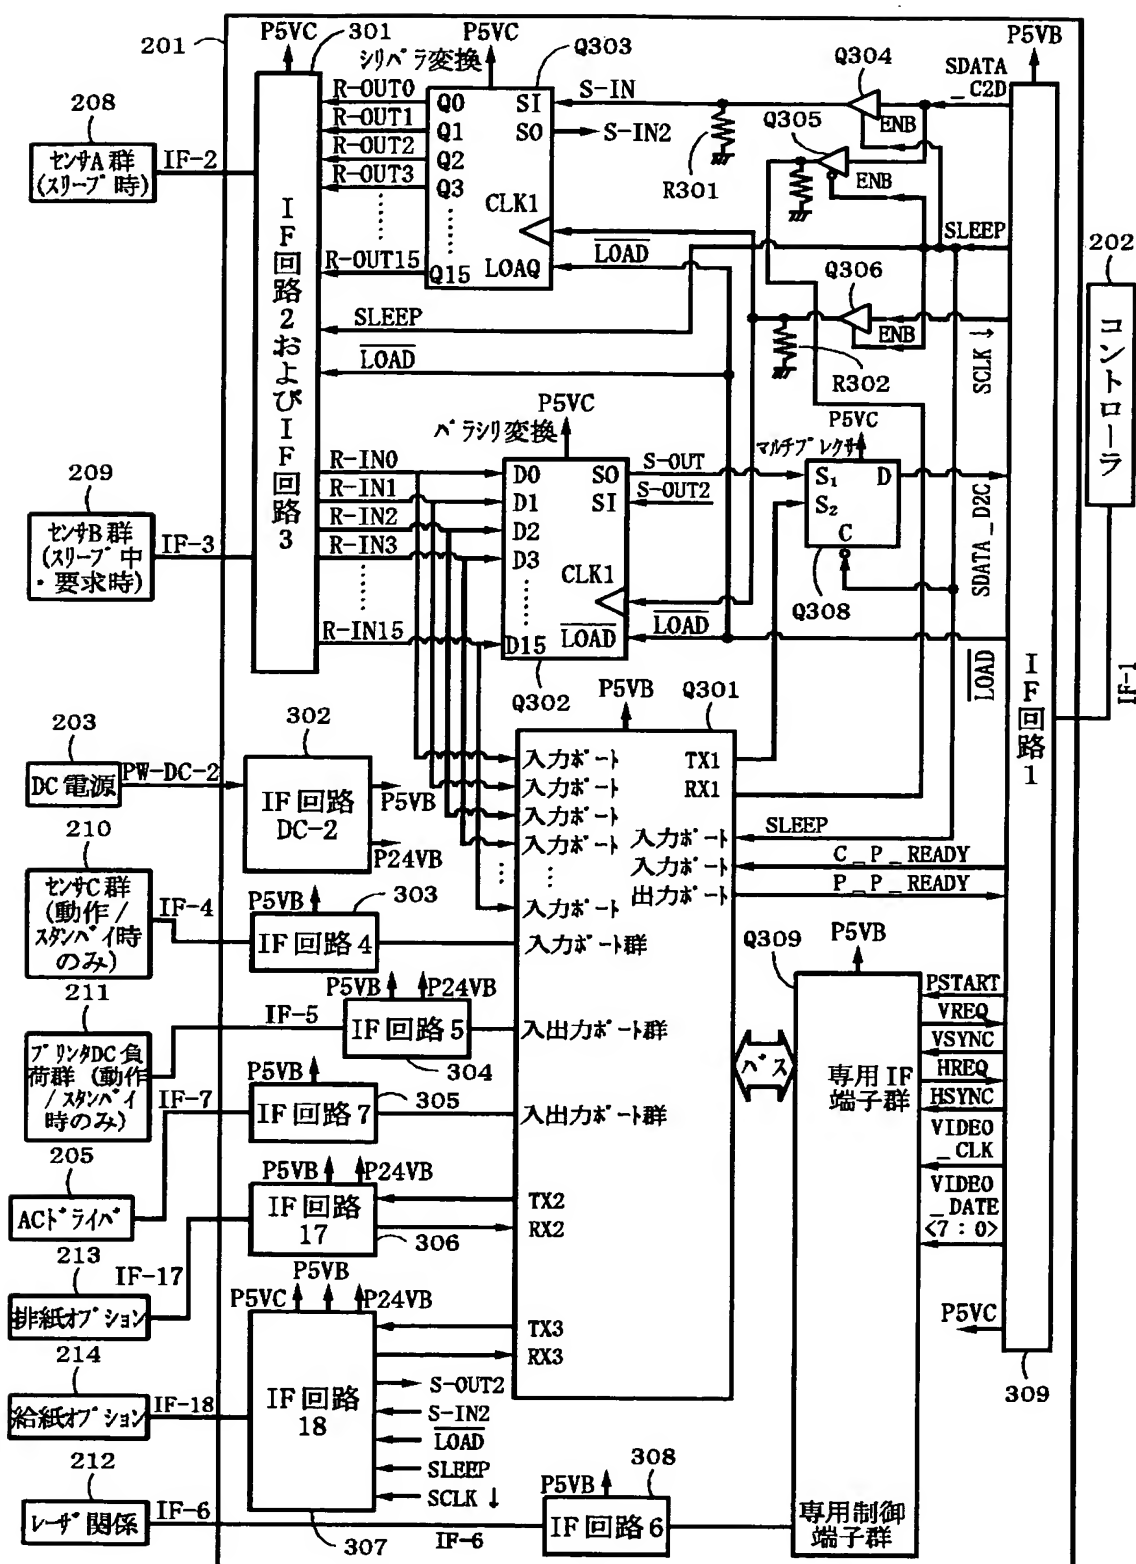 201
P5VC
301
P5VC
シリパラ変換
Q303
Q304
P5VB
SDATA
_C2D
208
センサA群
(スリープ時)
IF-2
R-OUT0
R-OUT1
R-OUT2
R-OUT3
R-OUT15
Q0
Q1
Q2
Q3
Q15
SI
SO
CLK1
LOAQ
S-IN
S-IN2
R301
ENB
Q305
ENB
SLEEP
202
コントローラ
LOAD
Q306
ENB
R302
SCLK ↓
SLEEP
LOAD
IF回路2およびIF回路3
209
センサB群
(スリープ中
・要求時)
IF-3
P5VC
パラシリ変換
R-IN0
R-IN1
R-IN2
R-IN3
R-IN15
D0
D1
D2
D3
D15
SO
SI
CLK1
LOAD
Q302
S-OUT
S-OUT2
LOAD
P5VC
マルチプレクサ
S1
S2
D
C
Q308
SDATA_D2C
LOAD
IF回路1
IF-1
203
DC電源
PW-DC-2
302
IF回路
DC-2
P5VB
P24VB
P5VB
Q301
入力ポート
入力ポート
入力ポート
入力ポート
入力ポート
TX1
RX1
入力ポート
入力ポート
出力ポート
SLEEP
C_P_READY
P_P_READY
210
センサC群
(動作/
スタンバイ時
のみ)
IF-4
P5VB
303
IF回路4
入力ポート群
211
プリンタDC負
荷群 (動作
/スタンバイ
時のみ)
IF-5
P5VB
P24VB
IF回路5
304
入出力ポート群
IF-7
P5VB
IF回路7
305
入出力ポート群
バス
Q309
P5VB
専用IF
端子群
PSTART
VREQ
VSYNC
HREQ
HSYNC
VIDEO
_CLK
VIDEO
_DATE
<7:0>
P5VC
309
205
ACドライバ
P5VB
P24VB
IF回路
17
306
TX2
RX2
213
排紙オプション
IF-17
P5VC
P5VB
P24VB
IF回路
18
307
TX3
RX3
S-OUT2
S-IN2
LOAD
SLEEP
SCLK ↓
214
給紙オプション
IF-18
212
レーザ関係
IF-6
IF-6
P5VB
308
IF回路6
専用制御
端子群